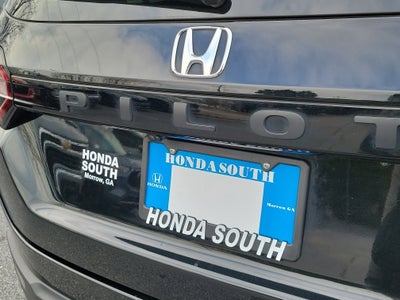 PILOT
HONDA
SOUTH
Morrow, GA
HONDA SOUTH
HONDA
Morrow GA
HONDA SOUTH